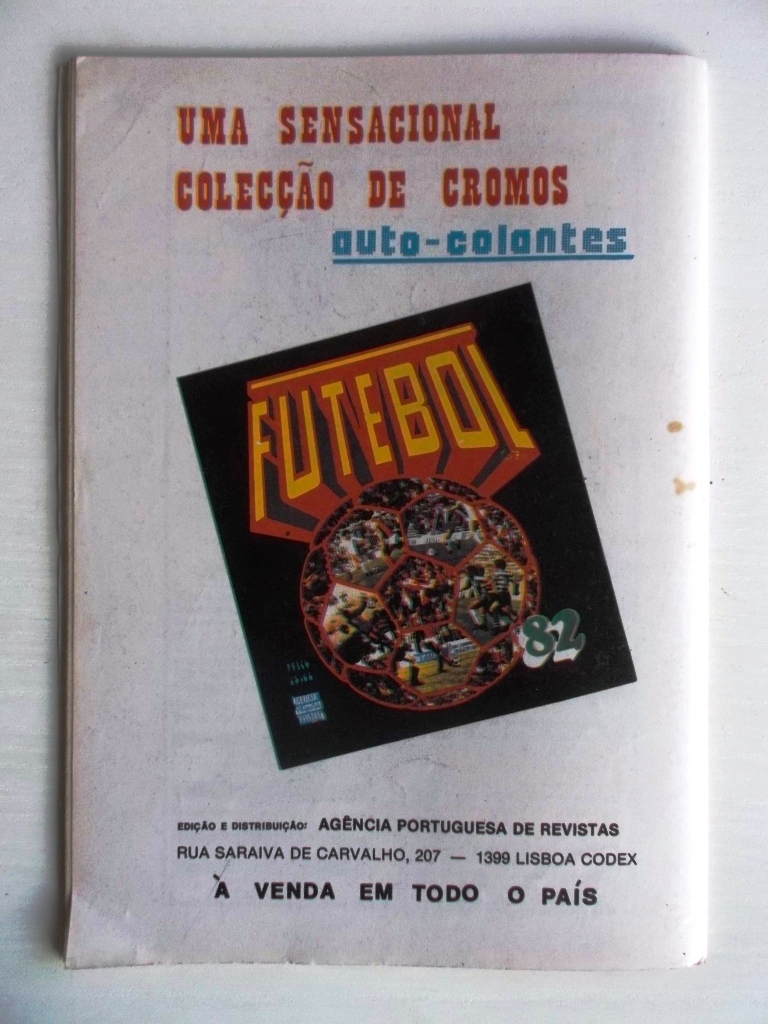 UMA SENSACIONAL
COLECÇÃO DE CROMOS
auto-colantes
FUTEBOL
82
EDIÇÃO E DISTRIBUIÇÃO: AGÊNCIA PORTUGUESA DE REVISTAS
RUA SARAIVA DE CARVALHO, 207 — 1399 LISBOA CODEX
À VENDA EM TODO O PAÍS